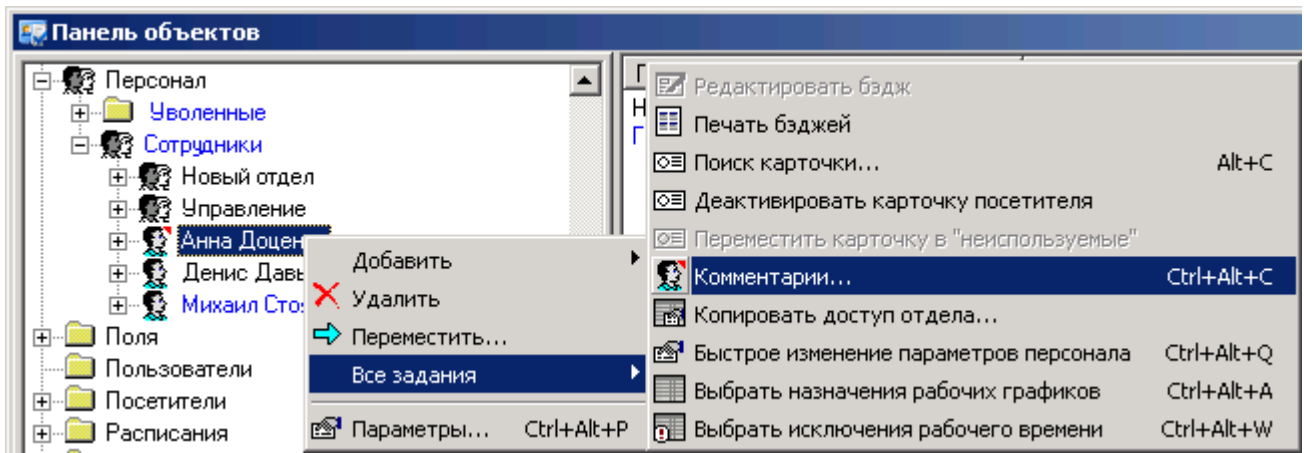 Панель объектов
Персонал
Уволенные
Сотрудники
Новый отдел
Управление
Анна Доцен
Денис Давы
Михаил Сто
Поля
Пользователи
Посетители
Расписания
Добавить
Удалить
Переместить...
Все задания
Параметры... Ctrl+Alt+P
Редактировать бэдж
Печать бэджей
Поиск карточки... Alt+C
Деактивировать карточку посетителя
Переместить карточку в "неиспользуемые"
Комментарии... Ctrl+Alt+C
Копировать доступ отдела...
Быстрое изменение параметров персонала Ctrl+Alt+Q
Выбрать назначения рабочих графиков Ctrl+Alt+A
Выбрать исключения рабочего времени Ctrl+Alt+W